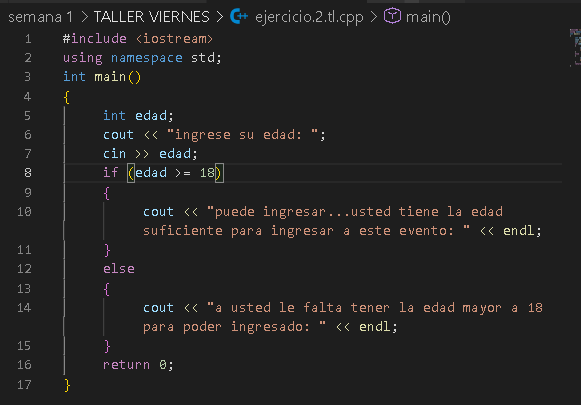 semana 1 > TALLER VIERNES > ejercicio.2.tl.cpp > main()
1 #include <iostream>
2 using namespace std;
3 int main()
4 {
5 int edad;
6 cout << "ingrese su edad: ";
7 cin >> edad;
8 if (edad >= 18)
9 {
10 cout << "puede ingresar...usted tiene la edad
suficiente para ingresar a este evento: " << endl;
11 }
12 else
13 {
14 cout << "a usted le falta tener la edad mayor a 18
para poder ingresado: " << endl;
15 }
16 return 0;
17 }